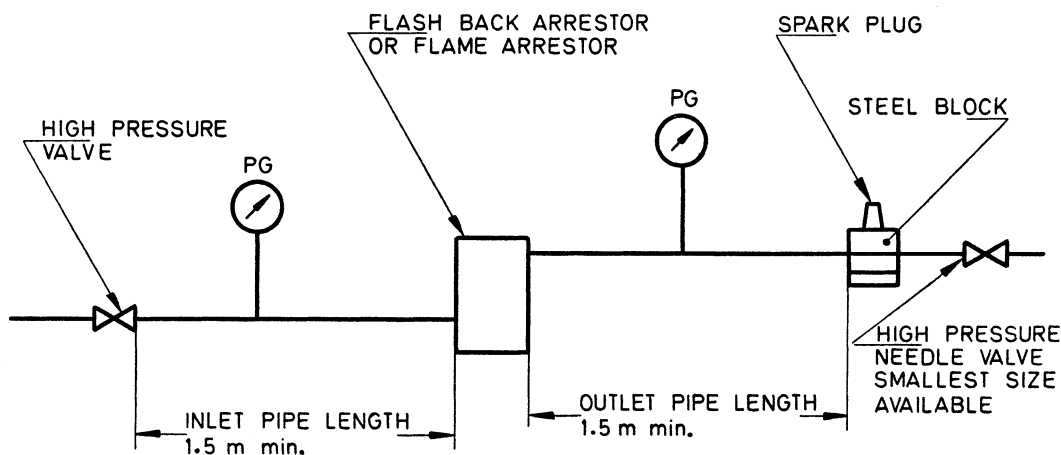 FLASH BACK ARRESTOR
OR FLAME ARRESTOR
SPARK PLUG
PG
STEEL BLOCK
HIGH PRESSURE
VALVE
PG
HIGH PRESSURE
NEEDLE VALVE
SMALLEST SIZE
AVAILABLE
INLET PIPE LENGTH
1.5 m min.
OUTLET PIPE LENGTH
1.5 m min.